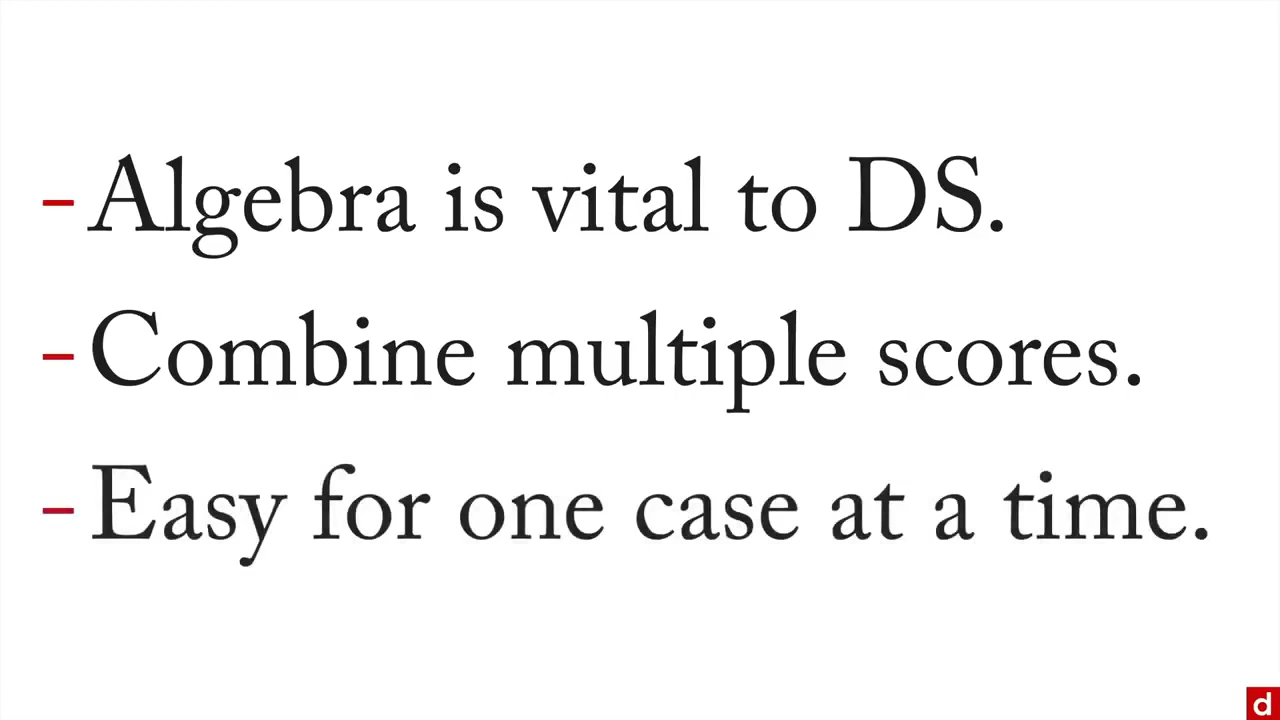 – Algebra is vital to DS.
– Combine multiple scores.
– Easy for one case at a time.
d